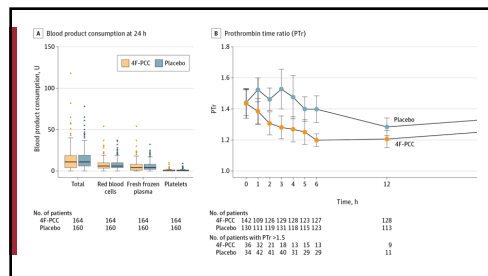 A Blood product consumption at 24 h
Blood product consumption, U
150
100
50
0
4F-PCC
Placebo
Total
Red blood cells
Fresh frozen plasma
Platelets
No. of patients
4F-PCC 164 164 164 164
Placebo 160 160 160 160
B Prothrombin time ratio (PTr)
PTr
1.8
1.6
1.4
1.2
1.0
Placebo
4F-PCC
0 1 2 3 4 5 6 12
Time, h
No. of patients
4F-PCC 142 109 126 129 128 123 127 128
Placebo 130 111 119 131 118 115 123 113
No. of patients with PTr >1.5
4F-PCC 36 32 21 18 13 15 13 9
Placebo 34 42 41 40 31 29 29 11